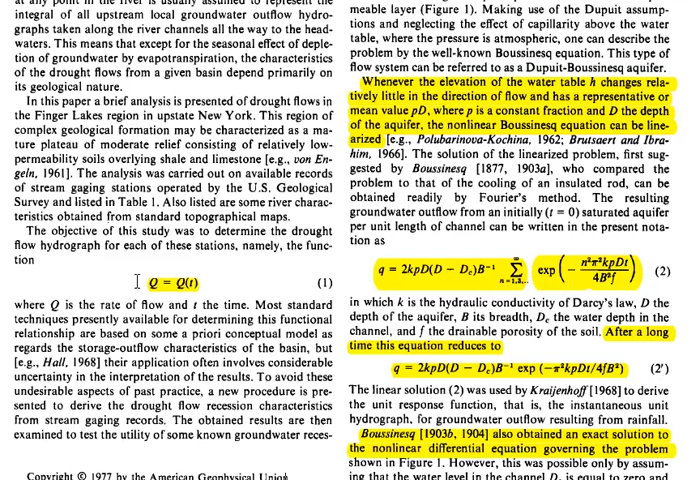 at any point in the river is usually assumed to represent the
integral of all upstream local groundwater outflow hydro-
graphs taken along the river channels all the way to the head-
waters. This means that except for the seasonal effect of deple-
tion of groundwater by evapotranspiration, the characteristics
of the drought flows from a given basin depend primarily on
its geological nature.
In this paper a brief analysis is presented of drought flows in
the Finger Lakes region in upstate New York. This region of
complex geological formation may be characterized as a ma-
ture plateau of moderate relief consisting of relatively low-
permeability soils overlying shale and limestone [e.g., von En-
geln, 1961]. The analysis was carried out on available records
of stream gaging stations operated by the U.S. Geological
Survey and listed in Table 1. Also listed are some river charac-
teristics obtained from standard topographical maps.
The objective of this study was to determine the drought
flow hydrograph for each of these stations, namely, the func-
tion
Q = Q(t) (1)
where Q is the rate of flow and t the time. Most standard
techniques presently available for determining this functional
relationship are based on some a priori conceptual model as
regards the storage-outflow characteristics of the basin, but
[e.g., Hall, 1968] their application often involves considerable
uncertainty in the interpretation of the results. To avoid these
undesirable aspects of past practice, a new procedure is pre-
sented to derive the drought flow recession characteristics
from stream gaging records. The obtained results are then
examined to test the utility of some known groundwater reces-
Copyright © 1977 by the American Geophysical Union
meable layer (Figure 1). Making use of the Dupuit assump-
tions and neglecting the effect of capillarity above the water
table, where the pressure is atmospheric, one can describe the
problem by the well-known Boussinesq equation. This type of
flow system can be referred to as a Dupuit-Boussinesq aquifer.
Whenever the elevation of the water table h changes rela-
tively little in the direction of flow and has a representative or
mean value pD, where p is a constant fraction and D the depth
of the aquifer, the nonlinear Boussinesq equation can be line-
arized [e.g., Polubarinova-Kochina, 1962; Brutsaert and Ibra-
him, 1966]. The solution of the linearized problem, first sug-
gested by Boussinesq [1877, 1903a], who compared the
problem to that of the cooling of an insulated rod, can be
obtained readily by Fourier's method. The resulting
groundwater outflow from an initially (t = 0) saturated aquifer
per unit length of channel can be written in the present nota-
tion as
q = 2kpD(D − D_c)B⁻¹ ∑_{n=1,3,...}^{∞} exp(− n²π²kpDt / 4B²f) (2)
in which k is the hydraulic conductivity of Darcy's law, D the
depth of the aquifer, B its breadth, D_c the water depth in the
channel, and f the drainable porosity of the soil. After a long
time this equation reduces to
q = 2kpD(D − D_c)B⁻¹ exp (−π²kpDt/4fB²) (2′)
The linear solution (2) was used by Kraijenhoff [1968] to derive
the unit response function, that is, the instantaneous unit
hydrograph, for groundwater outflow resulting from rainfall.
Boussinesq [1903b, 1904] also obtained an exact solution to
the nonlinear differential equation governing the problem
shown in Figure 1. However, this was possible only by assum-
ing that the water level in the channel D_c is equal to zero and